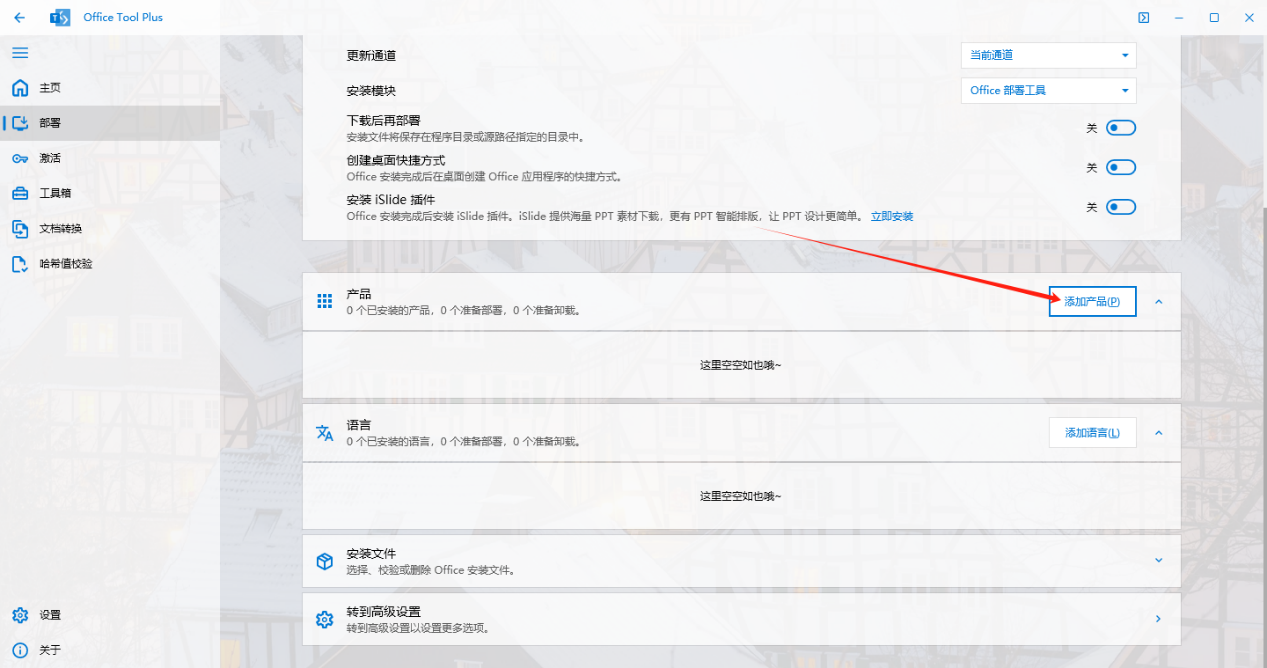 Office Tool Plus
主页
部署
激活
工具箱
文档转换
哈希值校验
设置
关于
更新通道
当前通道
安装模块
Office 部署工具
下载后再部署
安装文件将保存在程序目录或源路径指定的目录中。
关
创建桌面快捷方式
Office 安装完成后在桌面创建 Office 应用程序的快捷方式。
关
安装 iSlide 插件
Office 安装完成后安装 iSlide 插件。iSlide 提供海量 PPT 素材下载，更有 PPT 智能排版，让 PPT 设计更简单。 立即安装
关
产品
0 个已安装的产品，0 个准备部署，0 个准备卸载。
添加产品(P)
这里空空如也哦~
语言
0 个已安装的语言，0 个准备部署，0 个准备卸载。
添加语言(L)
这里空空如也哦~
安装文件
选择、校验或删除 Office 安装文件。
转到高级设置
转到高级设置以设置更多选项。